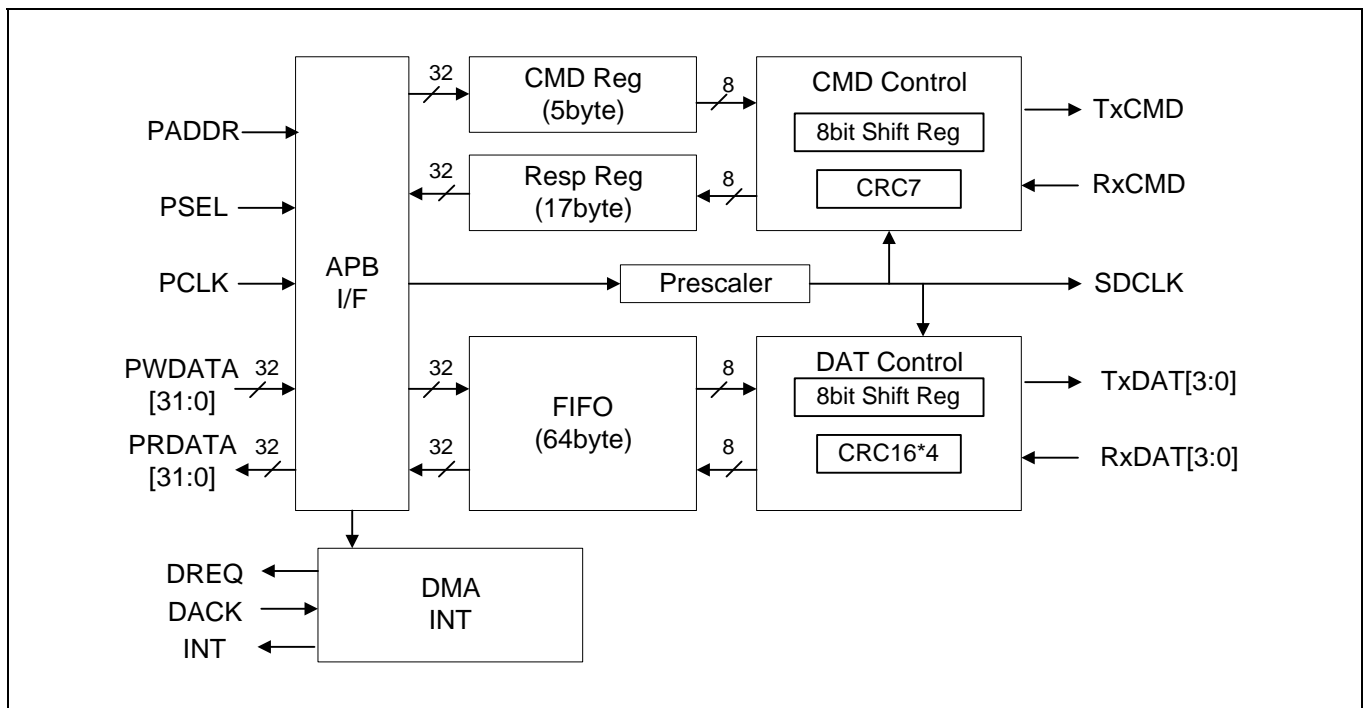 PADDR
PSEL
PCLK
PWDATA
[31:0]
32
PRDATA
[31:0]
32
APB
I/F
32
CMD Reg
(5byte)
8
32
Resp Reg
(17byte)
8
CMD Control
8bit Shift Reg
CRC7
TxCMD
RxCMD
Prescaler
SDCLK
32
32
FIFO
(64byte)
8
8
DAT Control
8bit Shift Reg
CRC16*4
TxDAT[3:0]
RxDAT[3:0]
DREQ
DACK
INT
DMA
INT